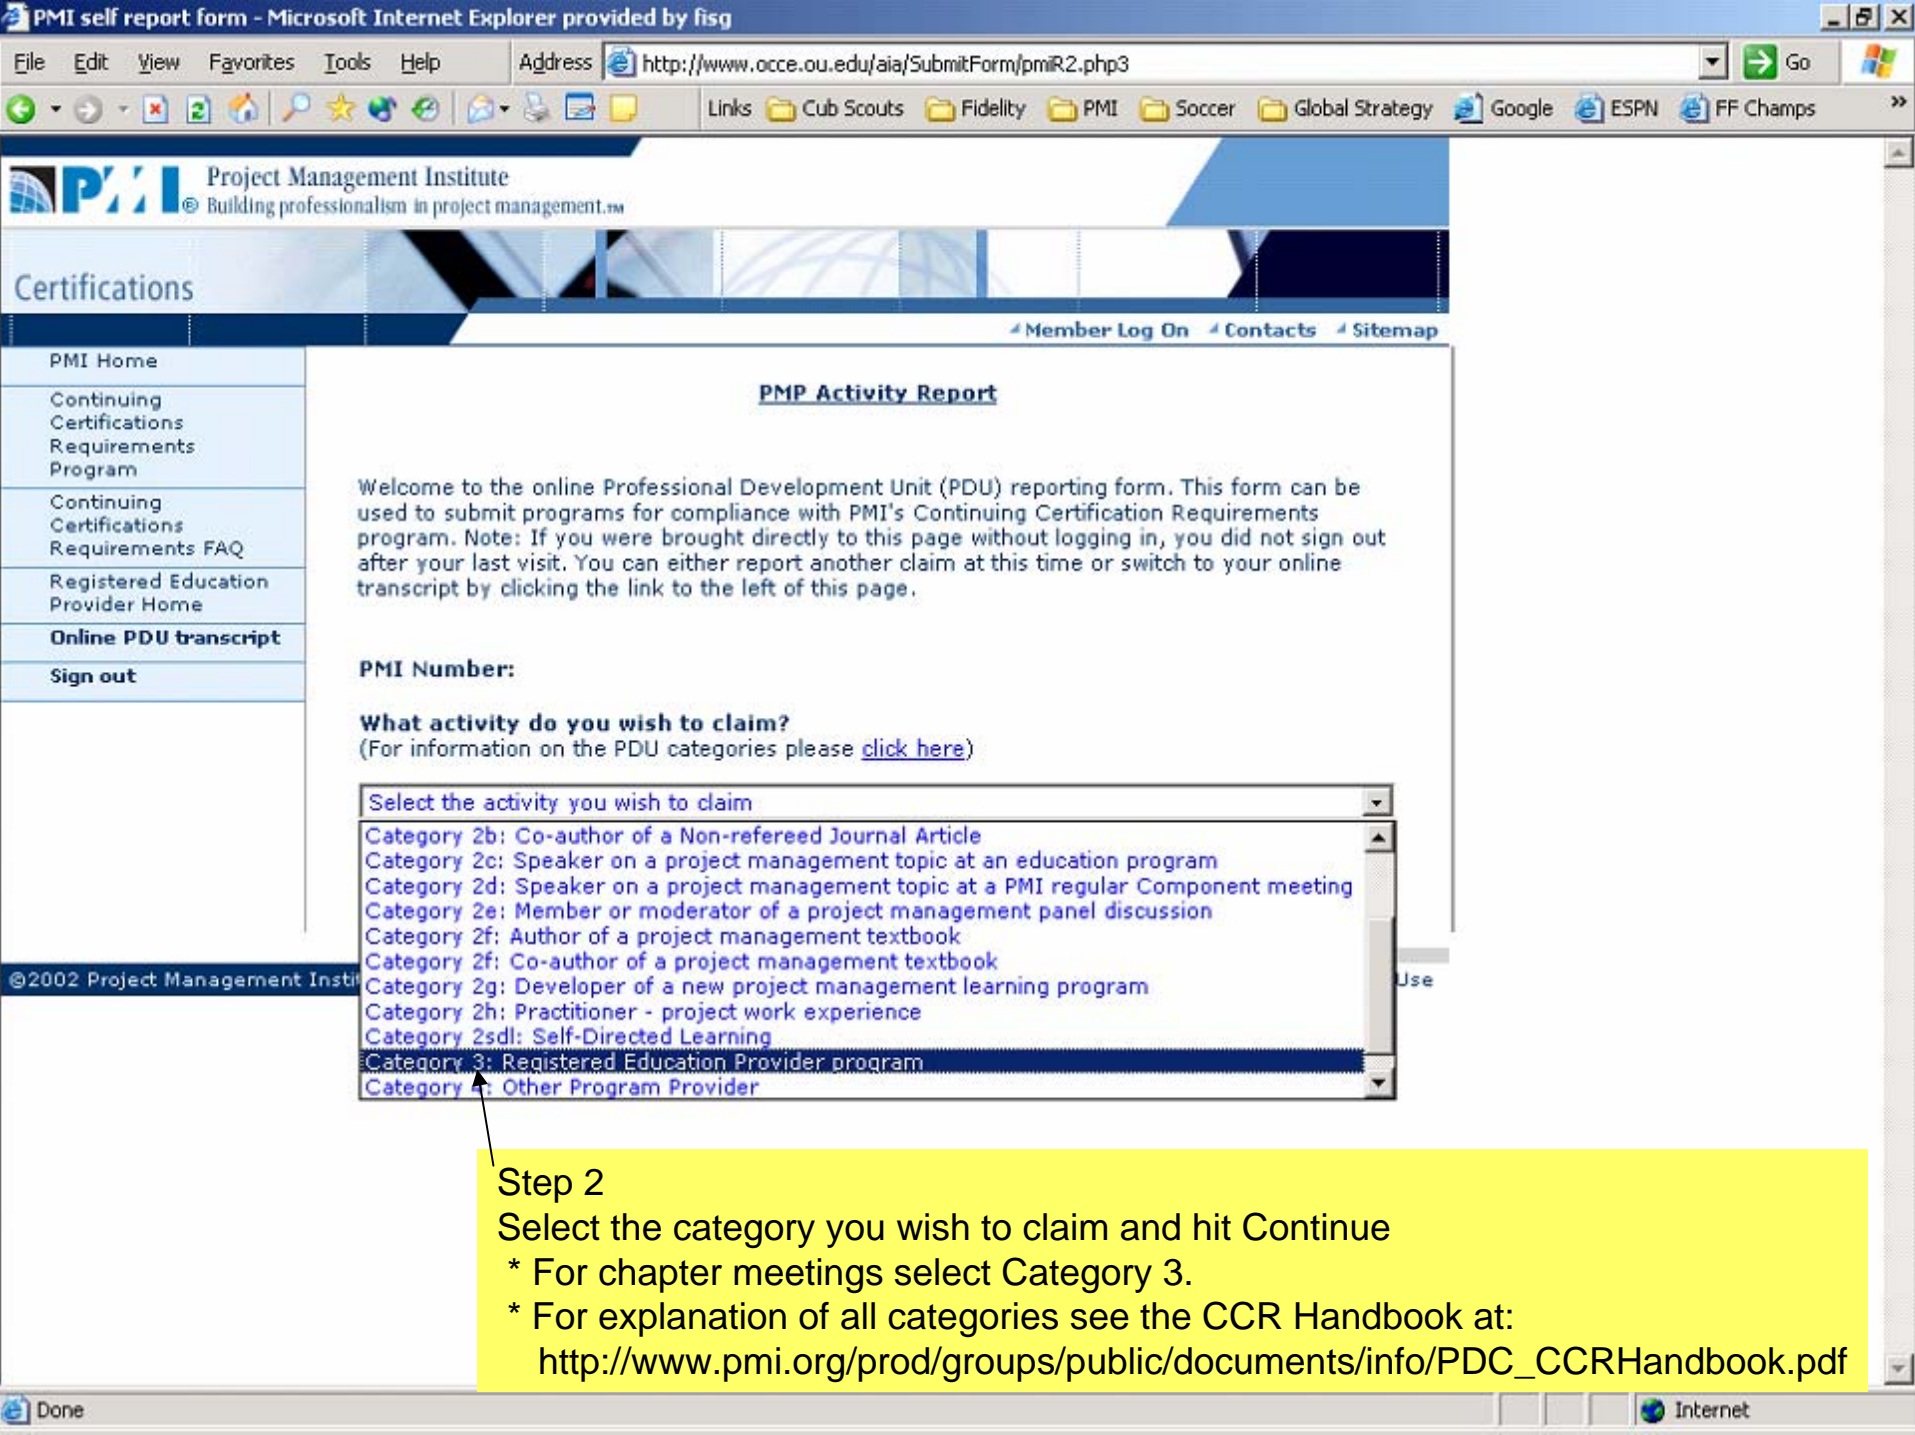 PMI self report form - Microsoft Internet Explorer provided by fisg
File Edit View Favorites Tools Help Address http://www.occe.ou.edu/aia/SubmitForm/pmiR2.php3 Go
Links Cub Scouts Fidelity PMI Soccer Global Strategy Google ESPN FF Champs »
PMI® Project Management Institute
Building professionalism in project management.™
Certifications
Member Log On Contacts Sitemap
PMI Home
Continuing
Certifications
Requirements
Program
Continuing
Certifications
Requirements FAQ
Registered Education
Provider Home
Online PDU transcript
Sign out
PMP Activity Report
Welcome to the online Professional Development Unit (PDU) reporting form. This form can be
used to submit programs for compliance with PMI's Continuing Certification Requirements
program. Note: If you were brought directly to this page without logging in, you did not sign out
after your last visit. You can either report another claim at this time or switch to your online
transcript by clicking the link to the left of this page.
PMI Number:
What activity do you wish to claim?
(For information on the PDU categories please click here)
Select the activity you wish to claim
Category 2b: Co-author of a Non-refereed Journal Article
Category 2c: Speaker on a project management topic at an education program
Category 2d: Speaker on a project management topic at a PMI regular Component meeting
Category 2e: Member or moderator of a project management panel discussion
Category 2f: Author of a project management textbook
Category 2f: Co-author of a project management textbook
Category 2g: Developer of a new project management learning program
Category 2h: Practitioner - project work experience
Category 2sdl: Self-Directed Learning
Category 3: Registered Education Provider program
Category 4: Other Program Provider
©2002 Project Management Insti
Use
Step 2
Select the category you wish to claim and hit Continue
* For chapter meetings select Category 3.
* For explanation of all categories see the CCR Handbook at:
http://www.pmi.org/prod/groups/public/documents/info/PDC_CCRHandbook.pdf
Done Internet